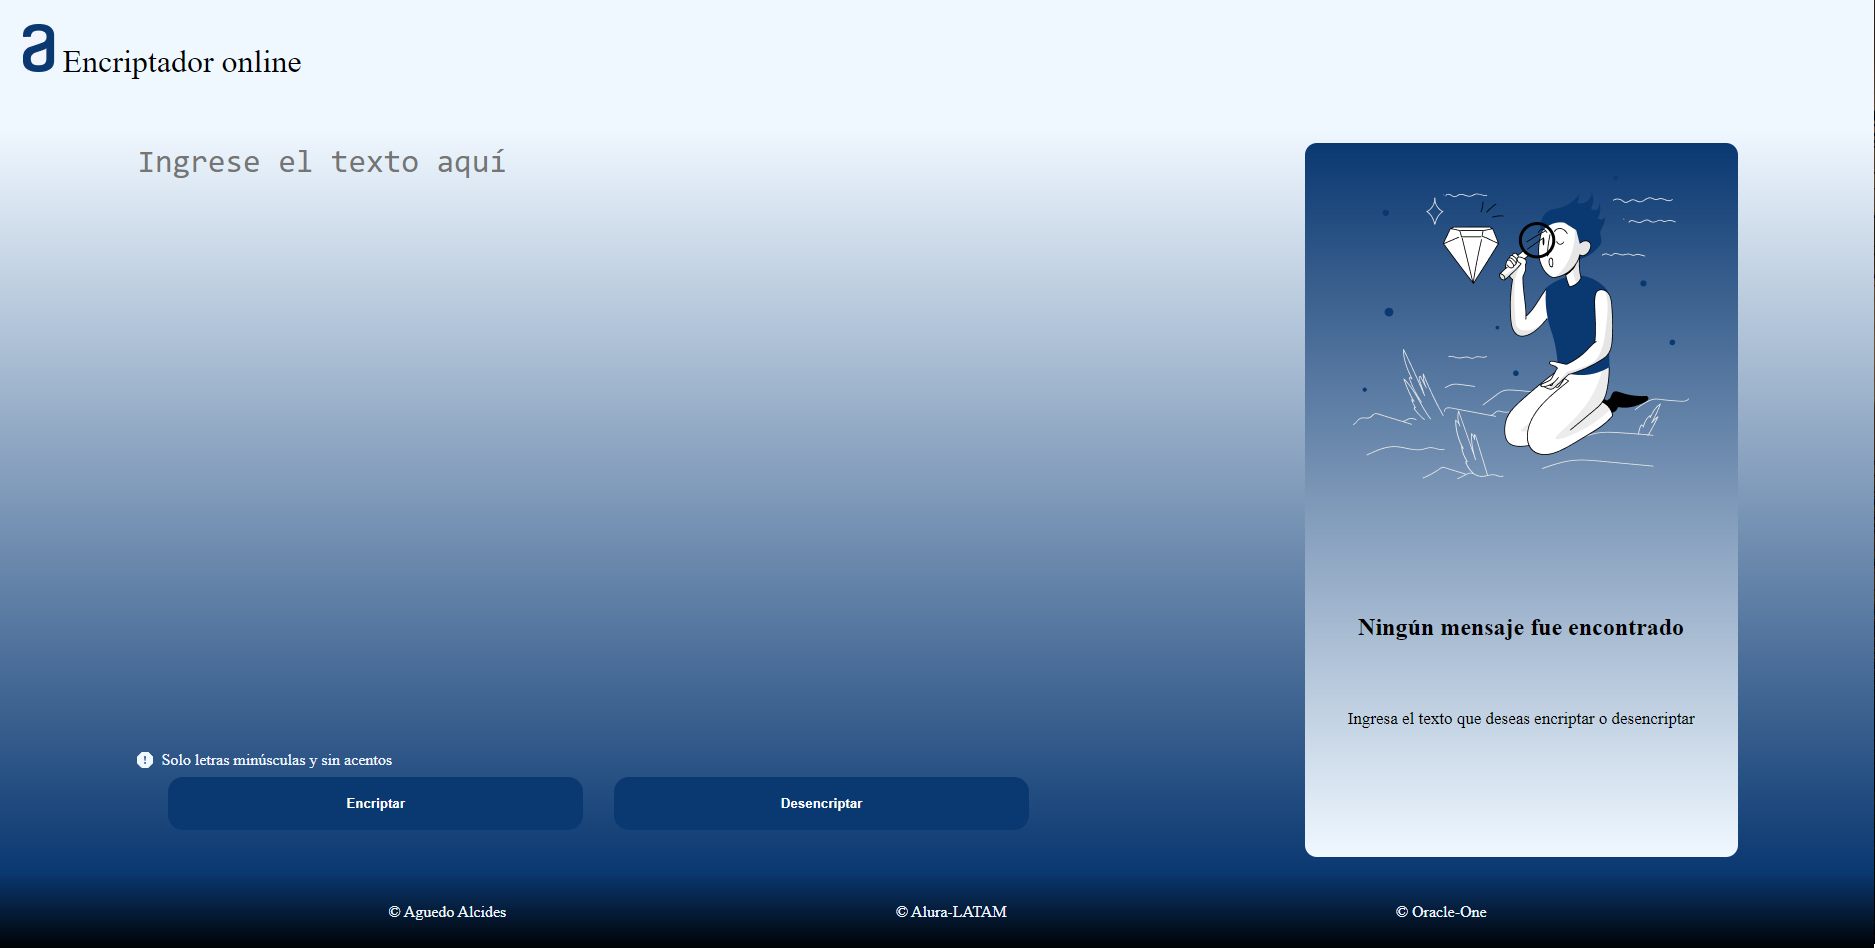 a Encriptador online
Ingrese el texto aquí
Ningún mensaje fue encontrado
Ingresa el texto que deseas encriptar o desencriptar
Solo letras minúsculas y sin acentos
Encriptar
Desencriptar
© Aguedo Alcides
© Alura-LATAM
© Oracle-One